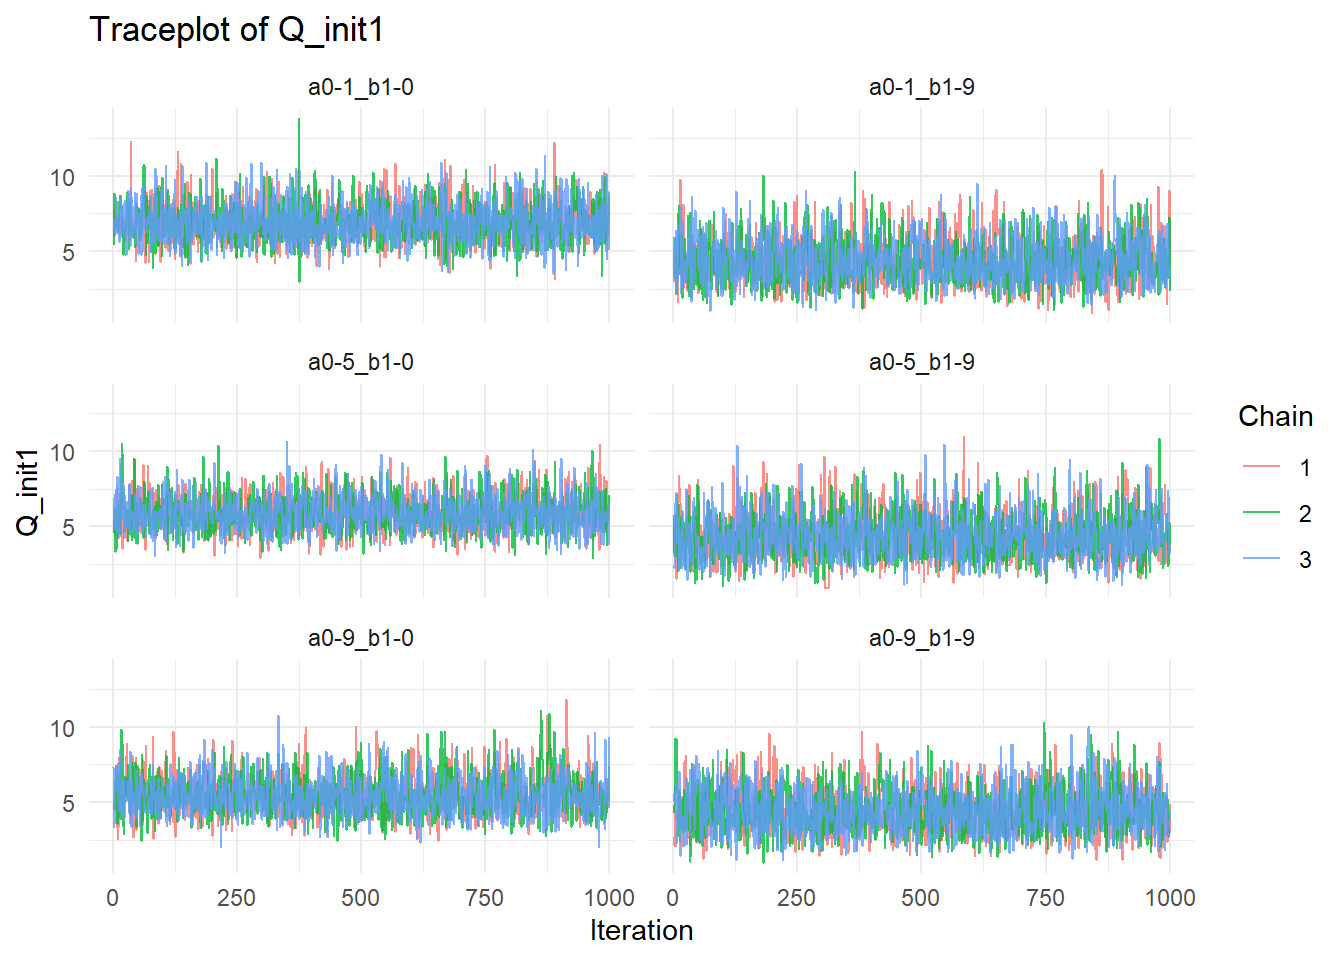 Traceplot of Q_init1
a0-1_b1-0
a0-1_b1-9
10
5
a0-5_b1-0
a0-5_b1-9
10
5
Q_init1
a0-9_b1-0
a0-9_b1-9
10
5
0 250 500 750 1000
0 250 500 750 1000
Iteration
Chain
1
2
3